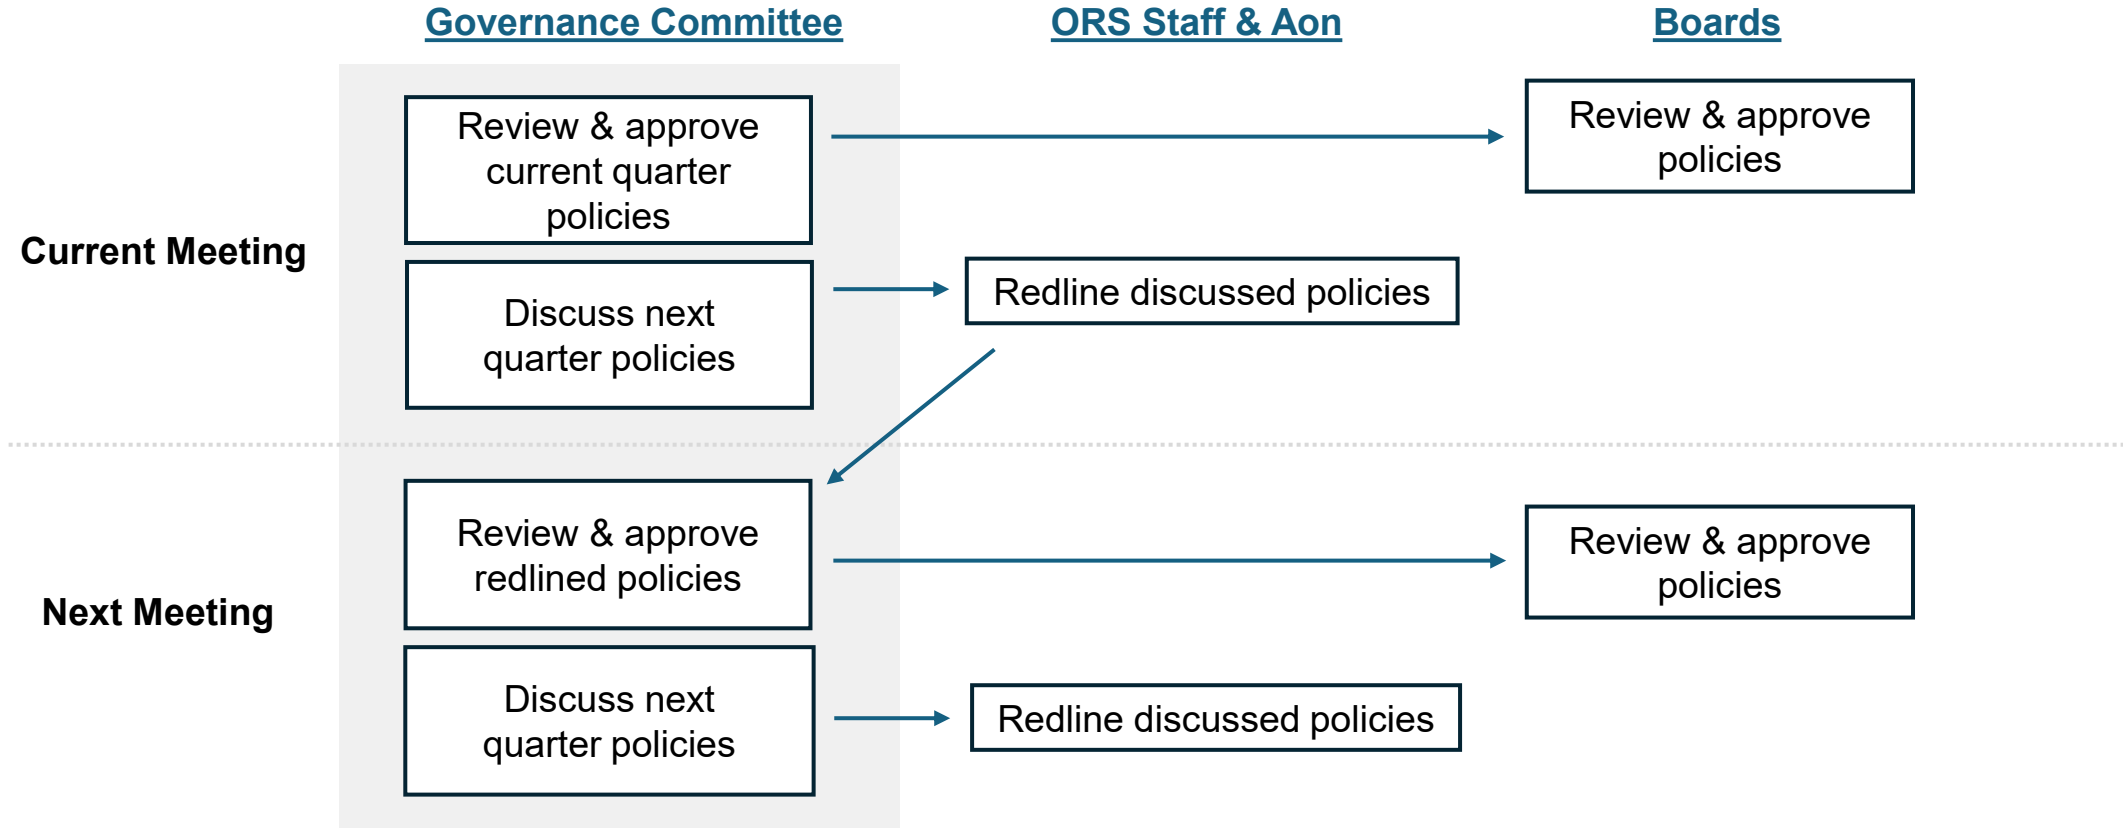 Governance Committee
ORS Staff & Aon
Boards
Current Meeting
Review & approve
current quarter
policies
Review & approve
policies
Discuss next
quarter policies
Redline discussed policies
Next Meeting
Review & approve
redlined policies
Review & approve
policies
Discuss next
quarter policies
Redline discussed policies